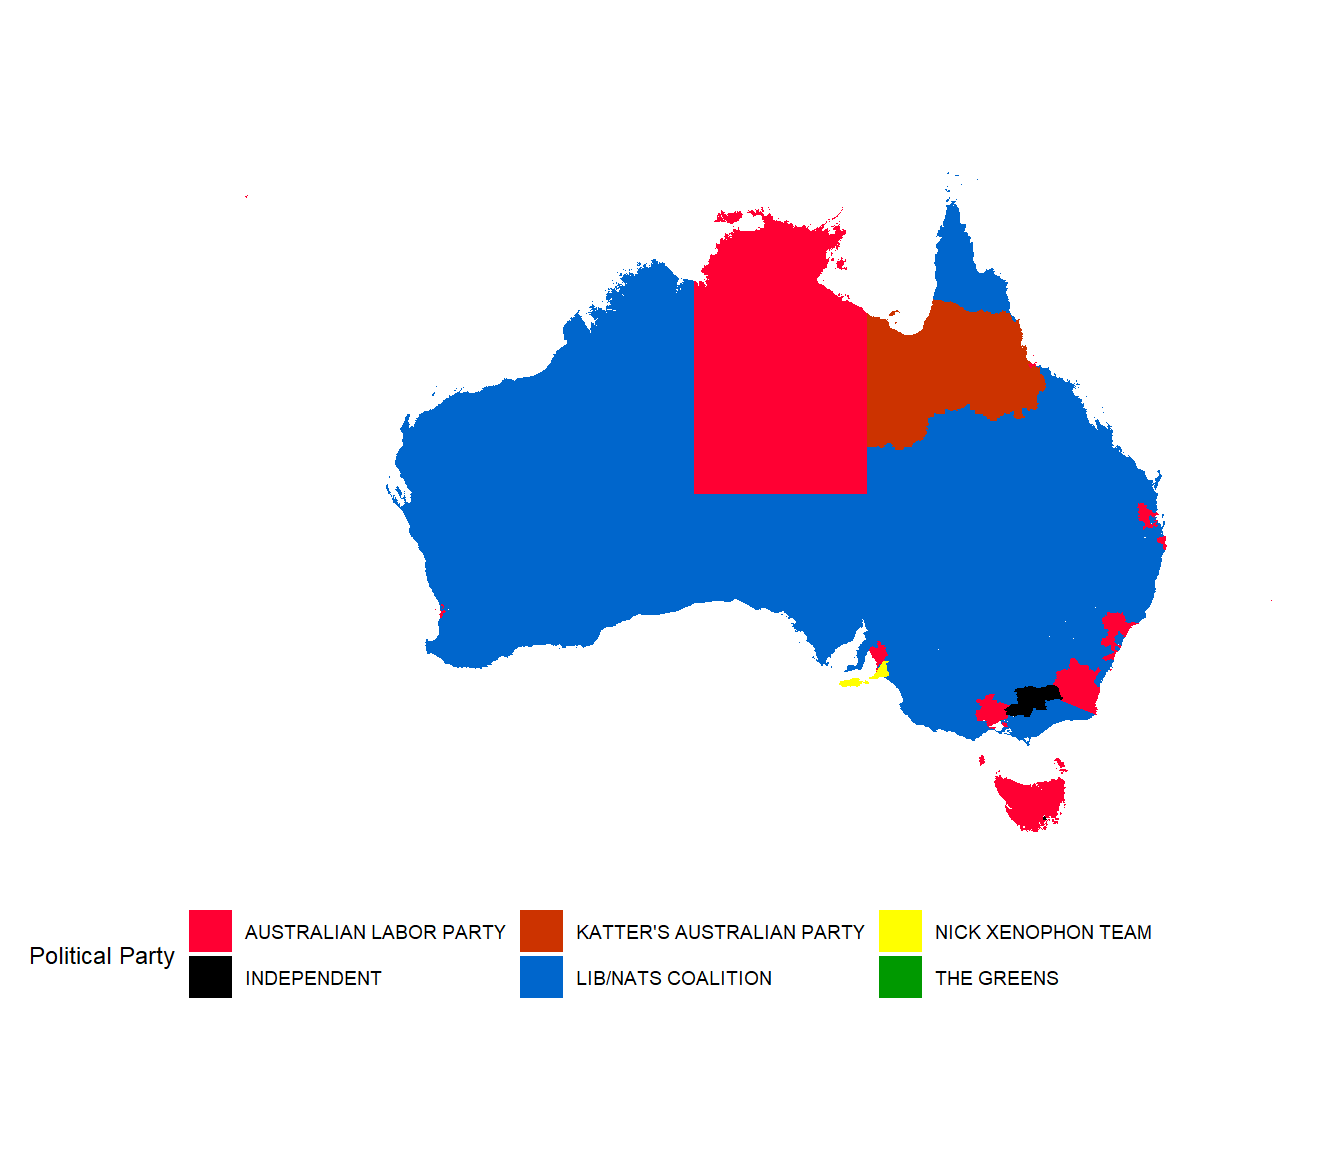 AUSTRALIAN LABOR PARTY KATTER'S AUSTRALIAN PARTY NICK XENOPHON TEAM
Political Party
INDEPENDENT LIB/NATS COALITION THE GREENS